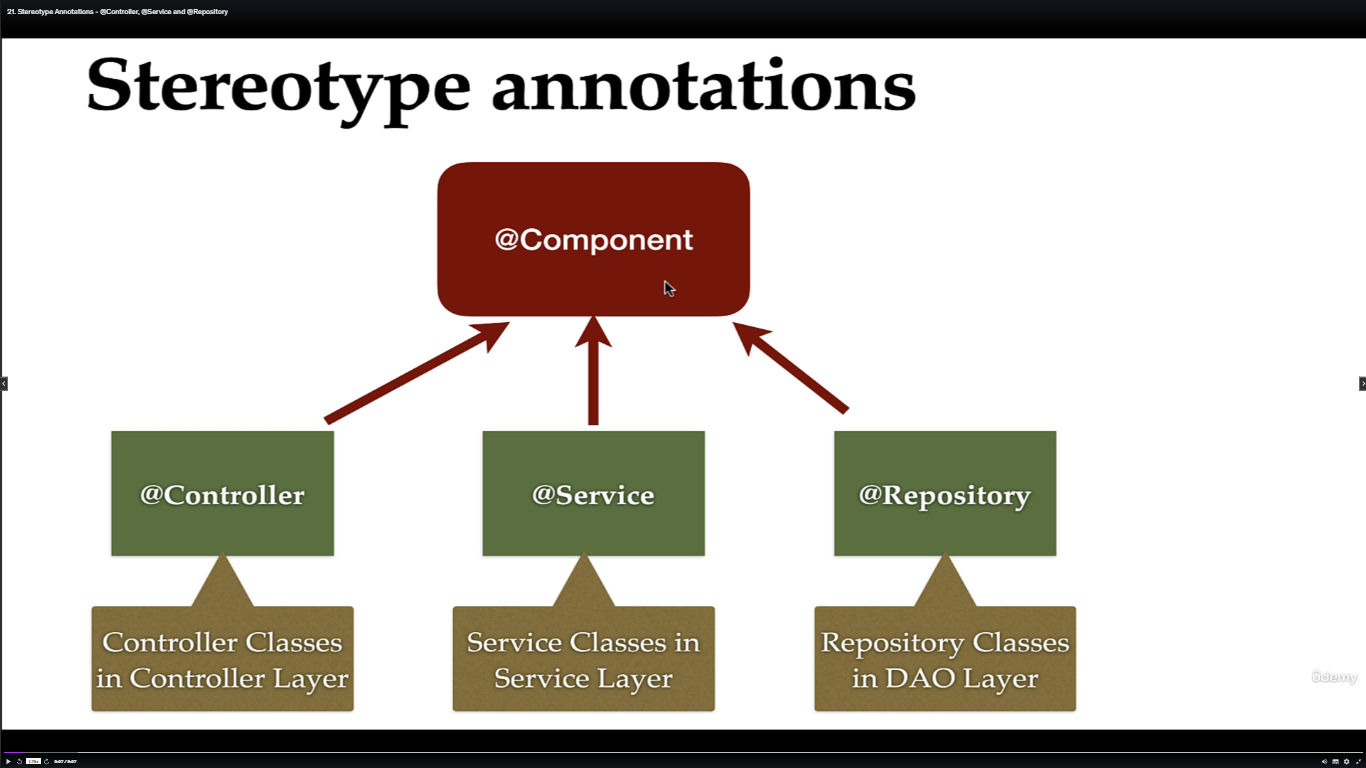 21. Stereotype Annotations - @Controller, @Service and @Repository
Stereotype annotations
@Component
@Controller
@Service
@Repository
Controller Classes
in Controller Layer
Service Classes in
Service Layer
Repository Classes
in DAO Layer
ûdemy